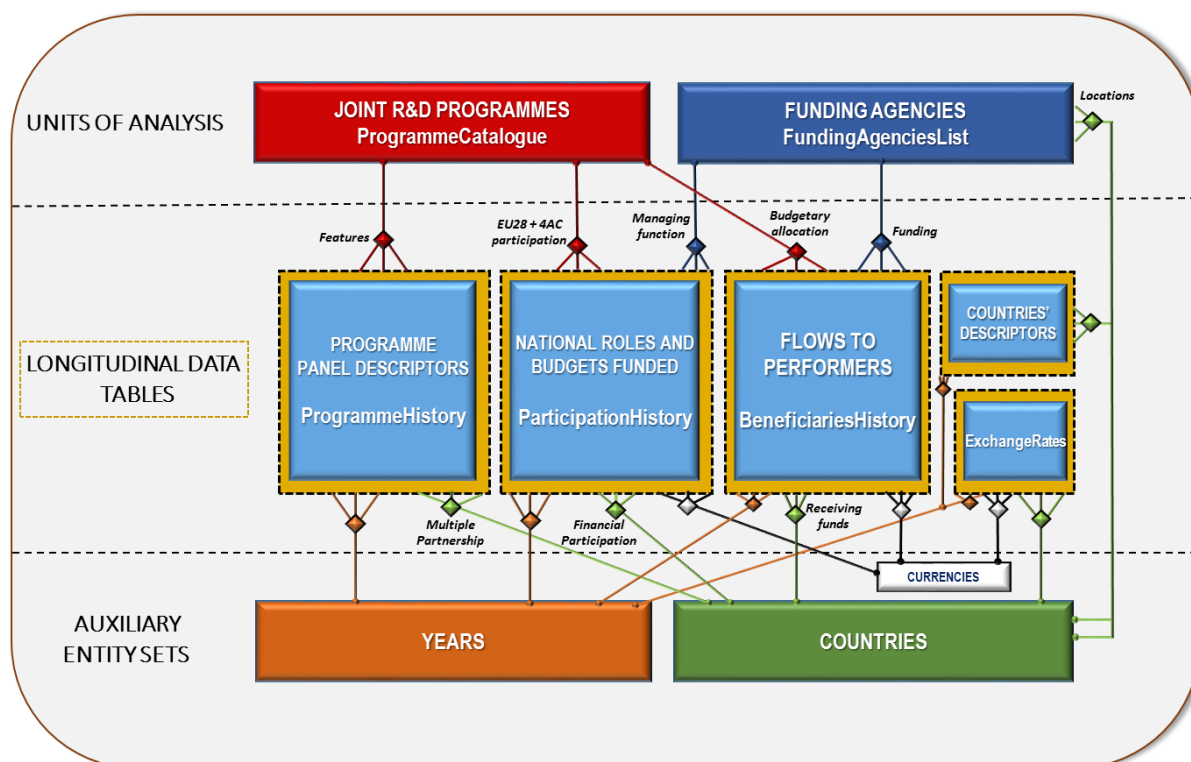 JOINT R&D PROGRAMMES
ProgrammeCatalogue
FUNDING AGENCIES
FundingAgenciesList
Locations
UNITS OF ANALYSIS
Features
EU28 + 4AC
participation
Managing
function
Budgetary
allocation
Funding
LONGITUDINAL DATA
TABLES
PROGRAMME
PANEL DESCRIPTORS
ProgrammeHistory
NATIONAL ROLES AND
BUDGETS FUNDED
ParticipationHistory
FLOWS TO
PERFORMERS
BeneficiariesHistory
COUNTRIES'
DESCRIPTORS
ExchangeRates
Multiple
Partnership
Financial
Participation
Receiving
funds
CURRENCIES
AUXILIARY
ENTITY SETS
YEARS
COUNTRIES